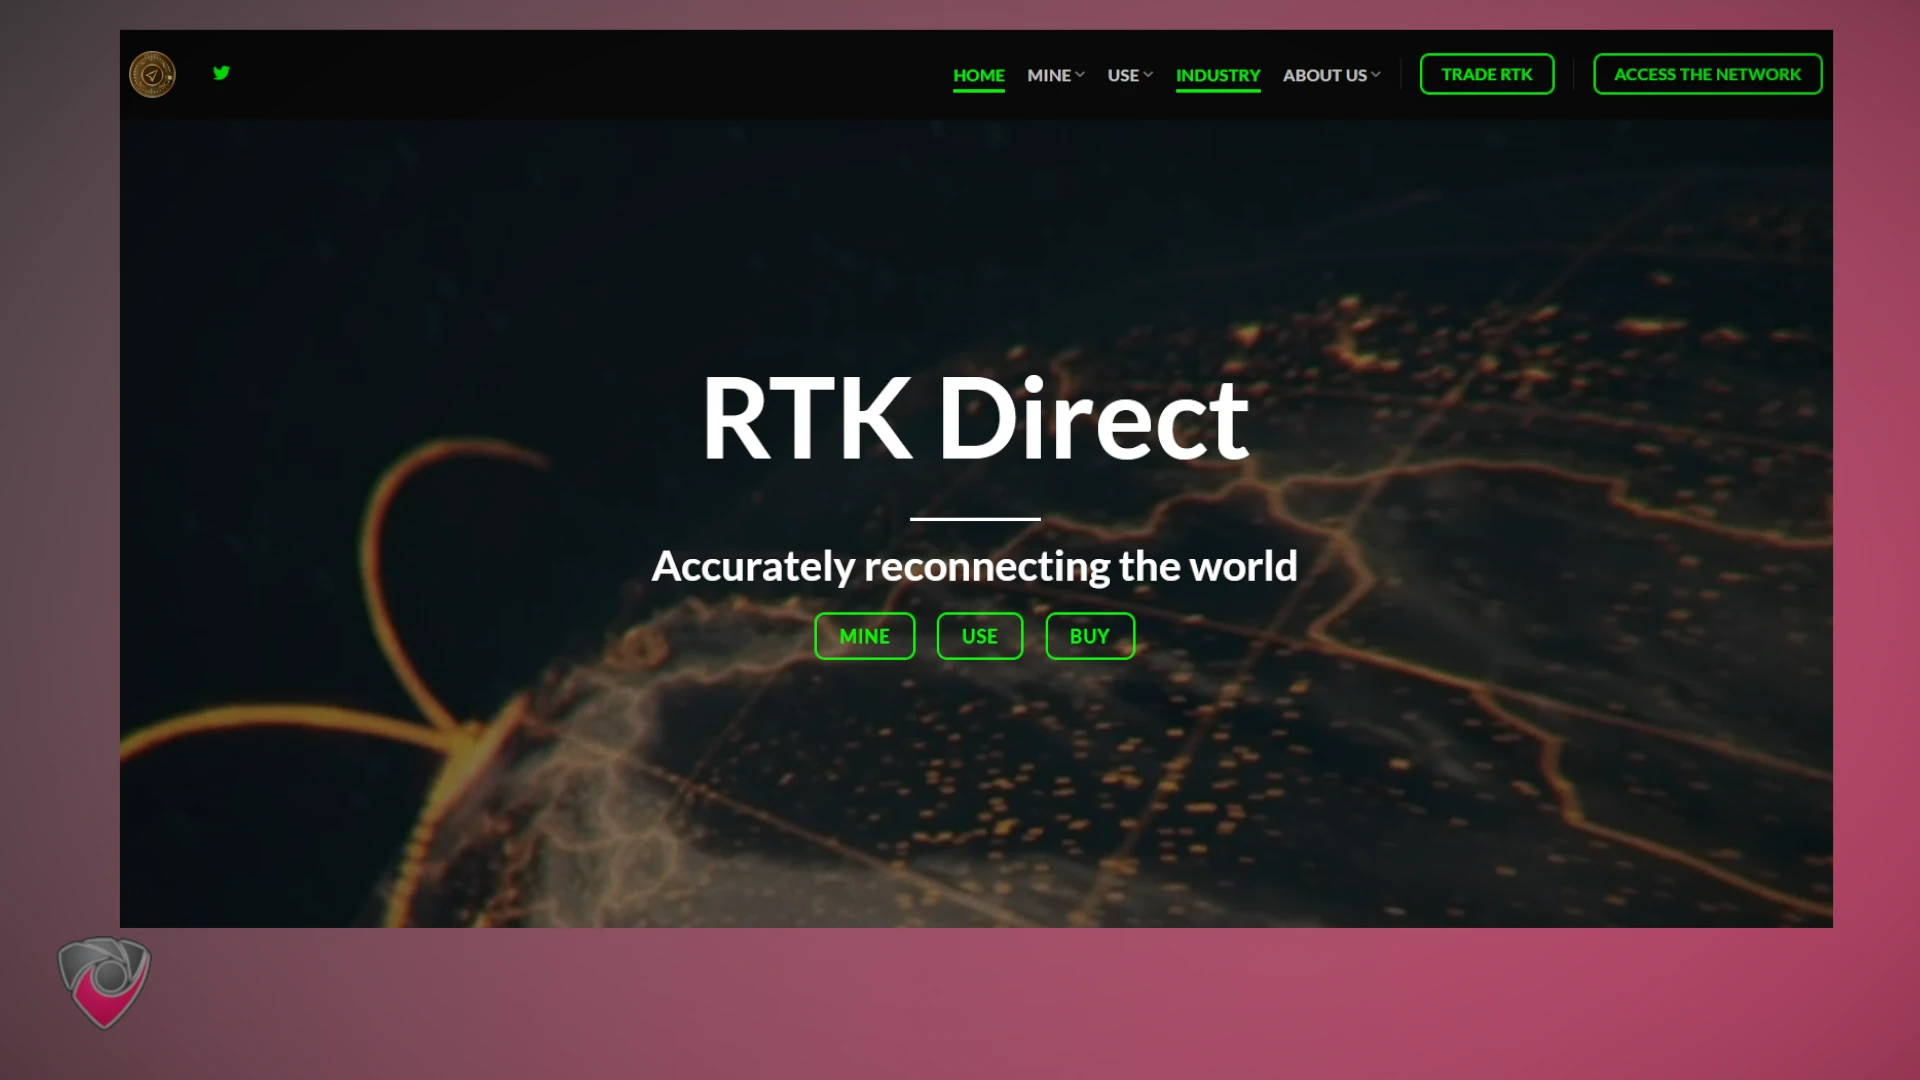 HOME MINE USE INDUSTRY ABOUT US TRADE RTK ACCESS THE NETWORK
RTK Direct
Accurately reconnecting the world
MINE USE BUY